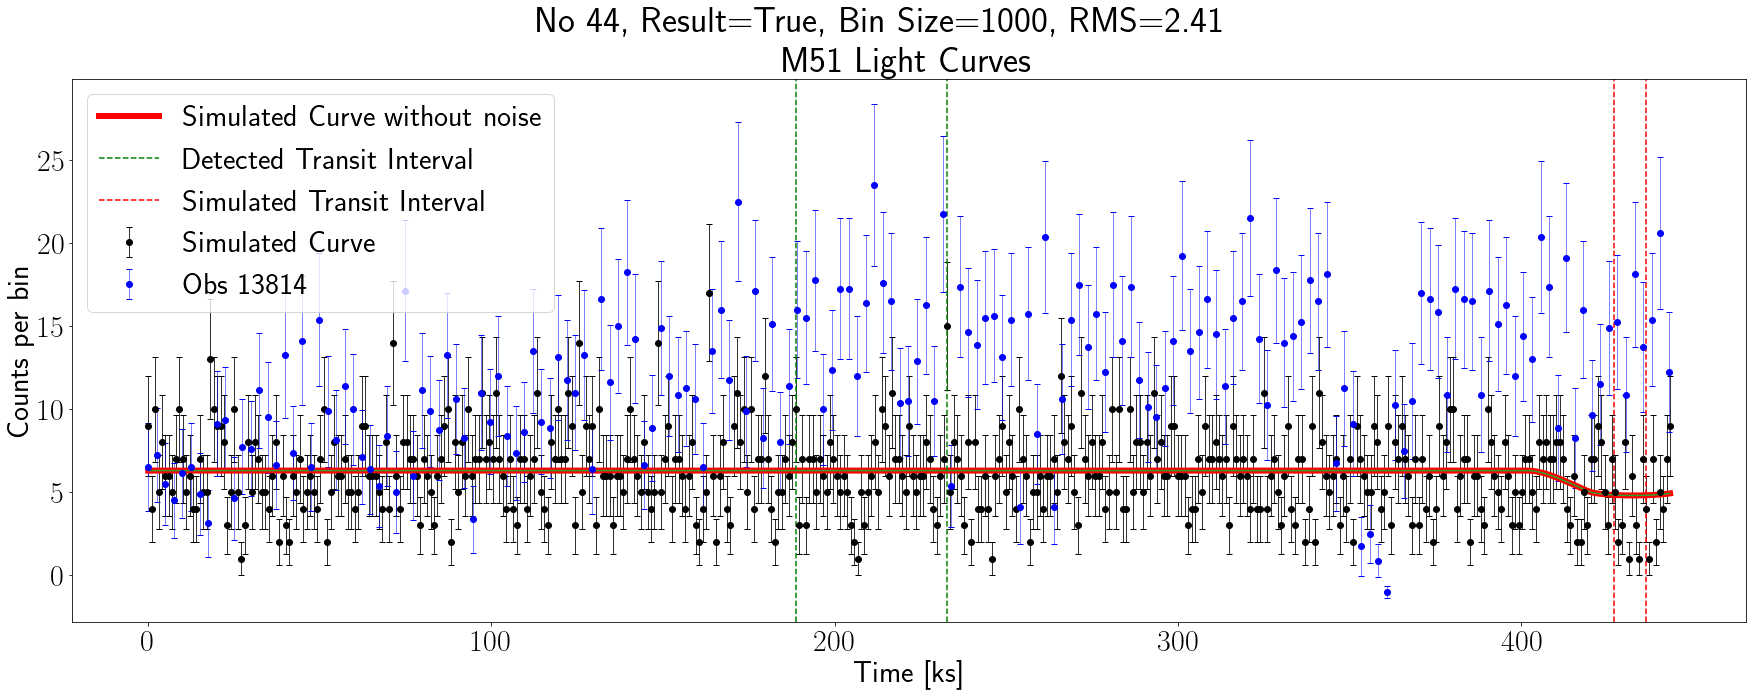 No 44, Result=True, Bin Size=1000, RMS=2.41
M51 Light Curves
Simulated Curve without noise
Detected Transit Interval
Simulated Transit Interval
Simulated Curve
Obs 13814
Counts per bin
25
20
15
10
5
0
0 100 200 300 400
Time [ks]